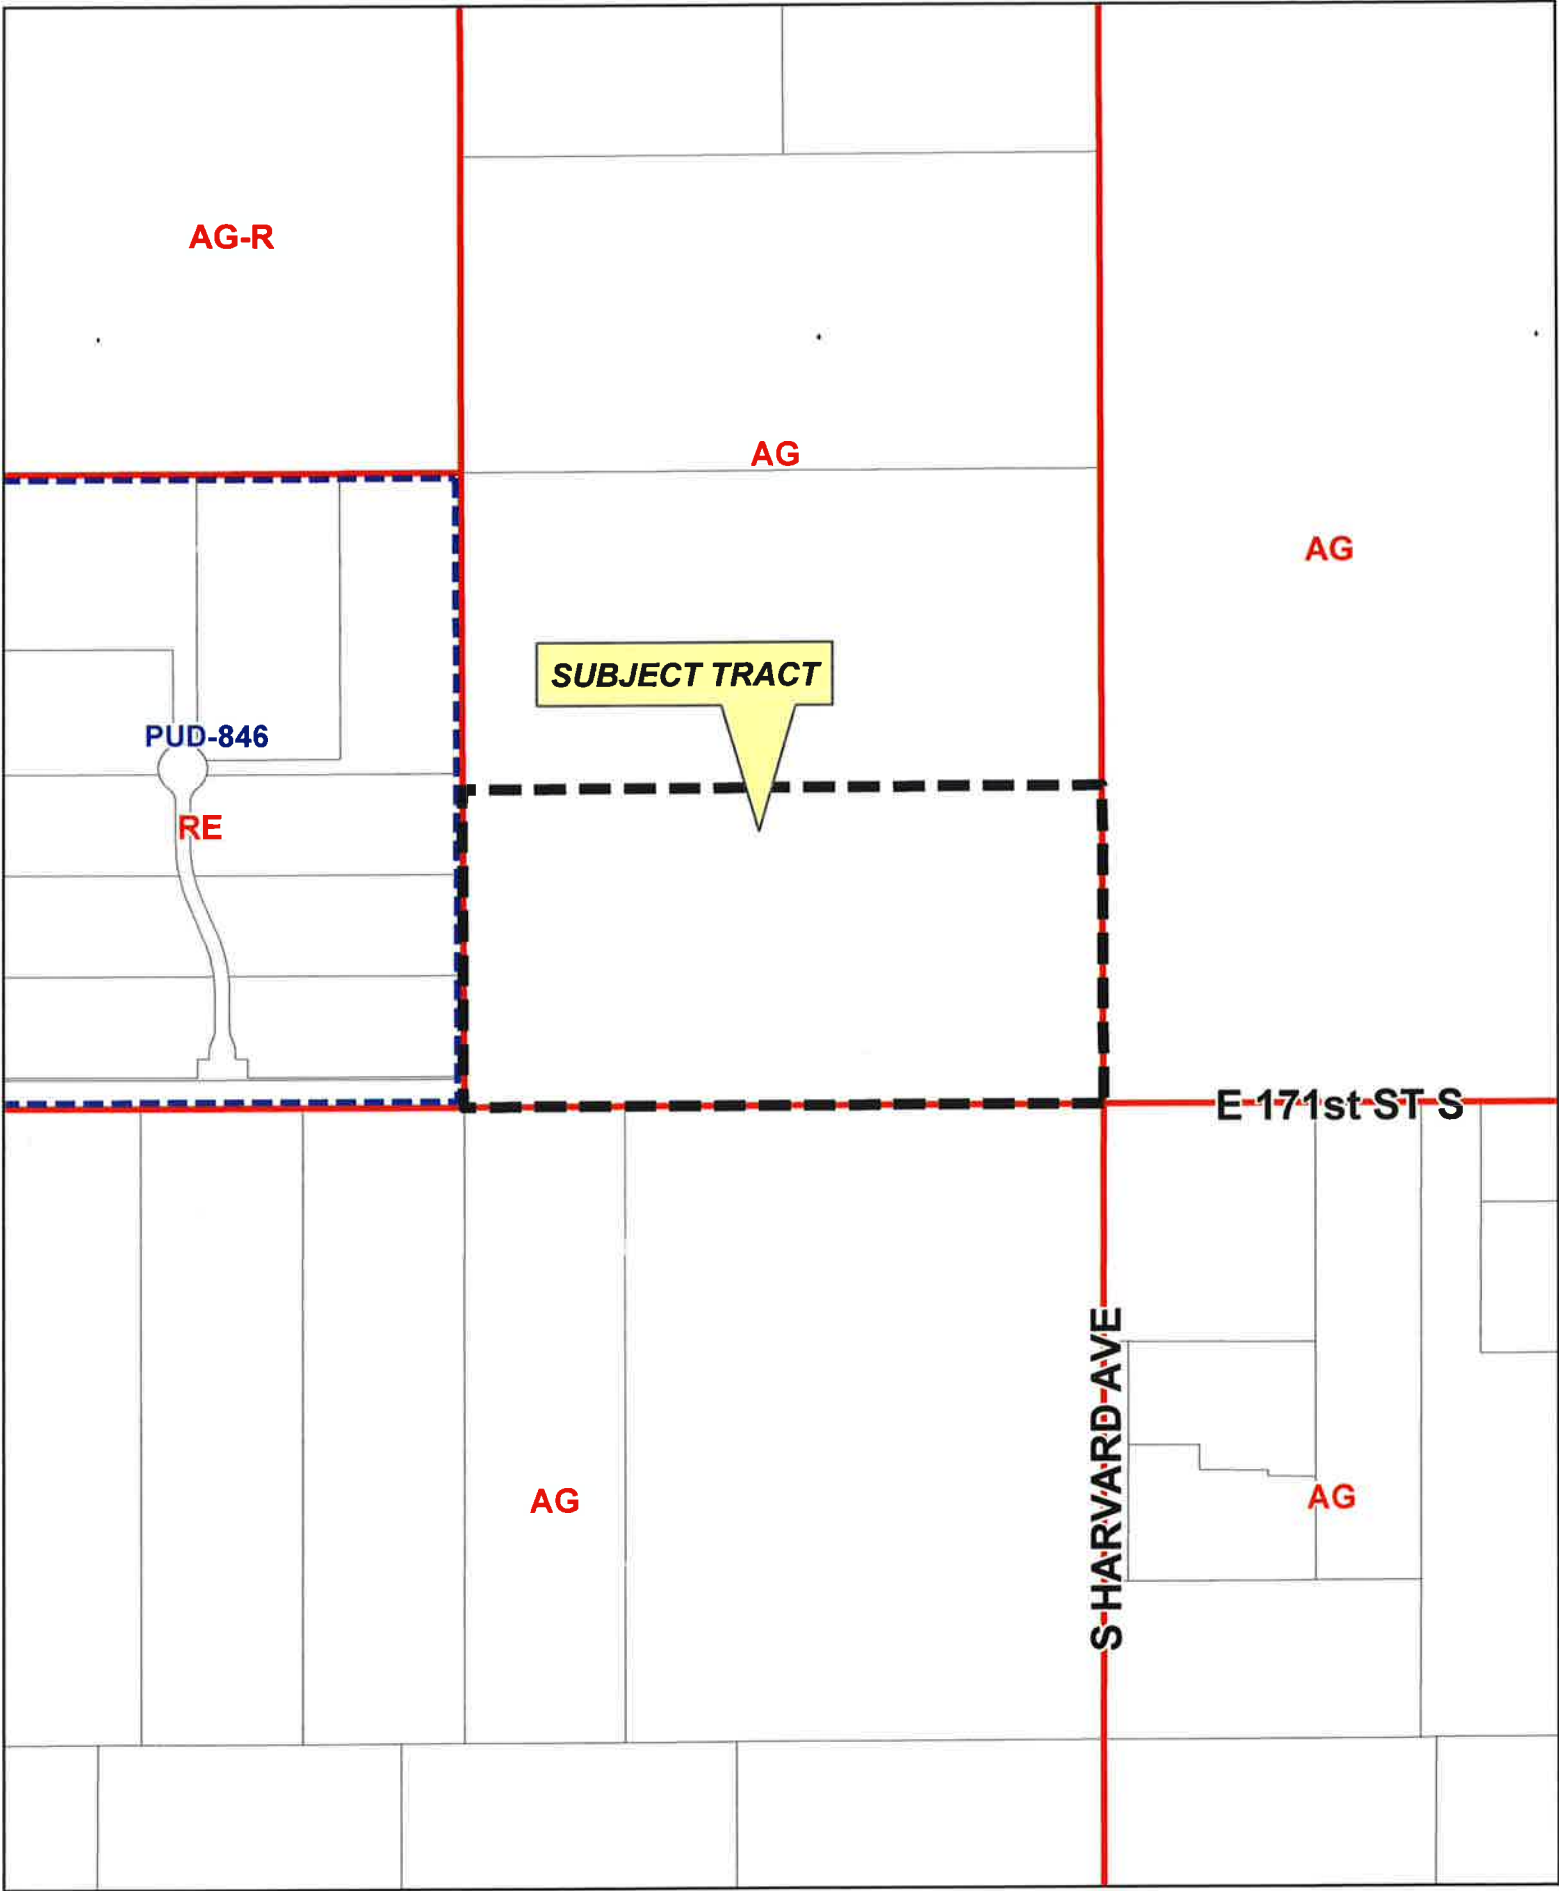 AG-R
AG
AG
SUBJECT TRACT
PUD-846
RE
E 171st ST S
S HARVARD AVE
AG
AG